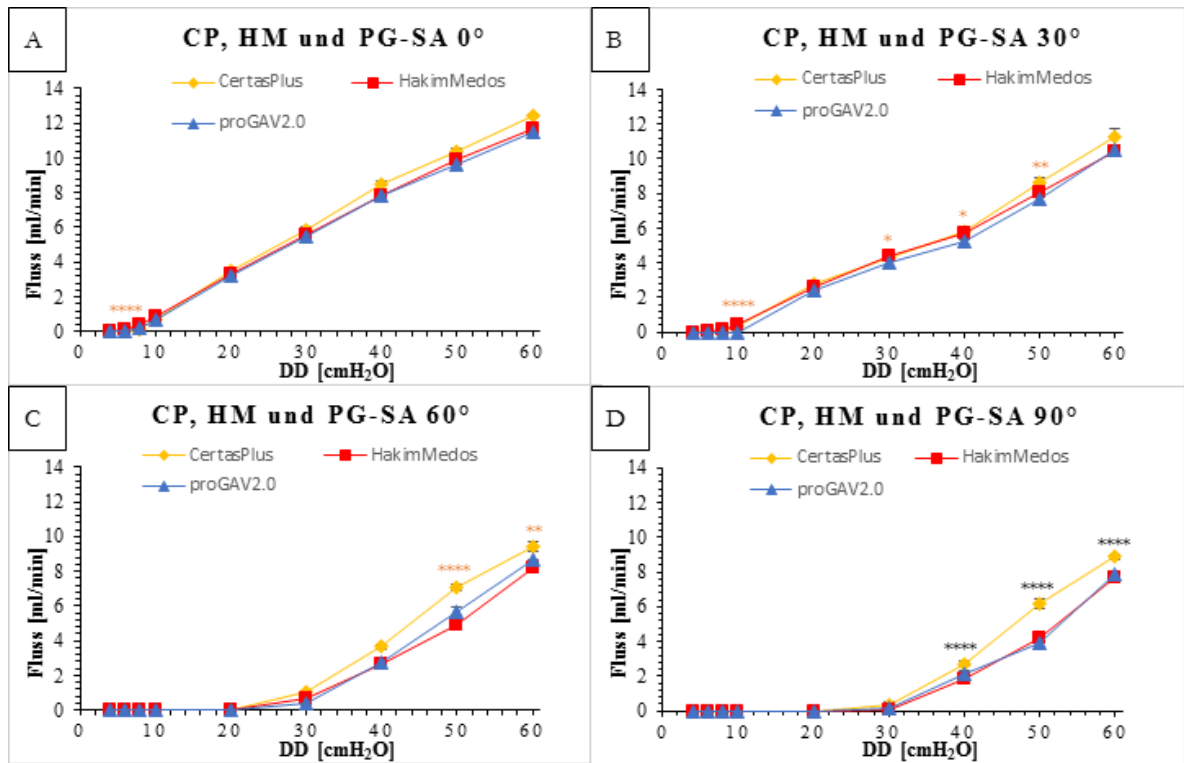 A
CP, HM und PG-SA 0°
CertasPlus
HakimMedos
proGAV2.0
Fluss [ml/min]
14
12
10
8
6
4
2
0
****
0 10 20 30 40 50 60
DD [cmH₂O]
B
CP, HM und PG-SA 30°
CertasPlus
HakimMedos
proGAV2.0
Fluss [ml/min]
14
12
10
8
6
4
2
0
**** * * **
0 10 20 30 40 50 60
DD [cmH₂O]
C
CP, HM und PG-SA 60°
CertasPlus
HakimMedos
proGAV2.0
Fluss [ml/min]
14
12
10
8
6
4
2
0
**** **
0 10 20 30 40 50 60
DD [cmH₂O]
D
CP, HM und PG-SA 90°
CertasPlus
HakimMedos
proGAV2.0
Fluss [ml/min]
14
12
10
8
6
4
2
0
**** **** ****
0 10 20 30 40 50 60
DD [cmH₂O]